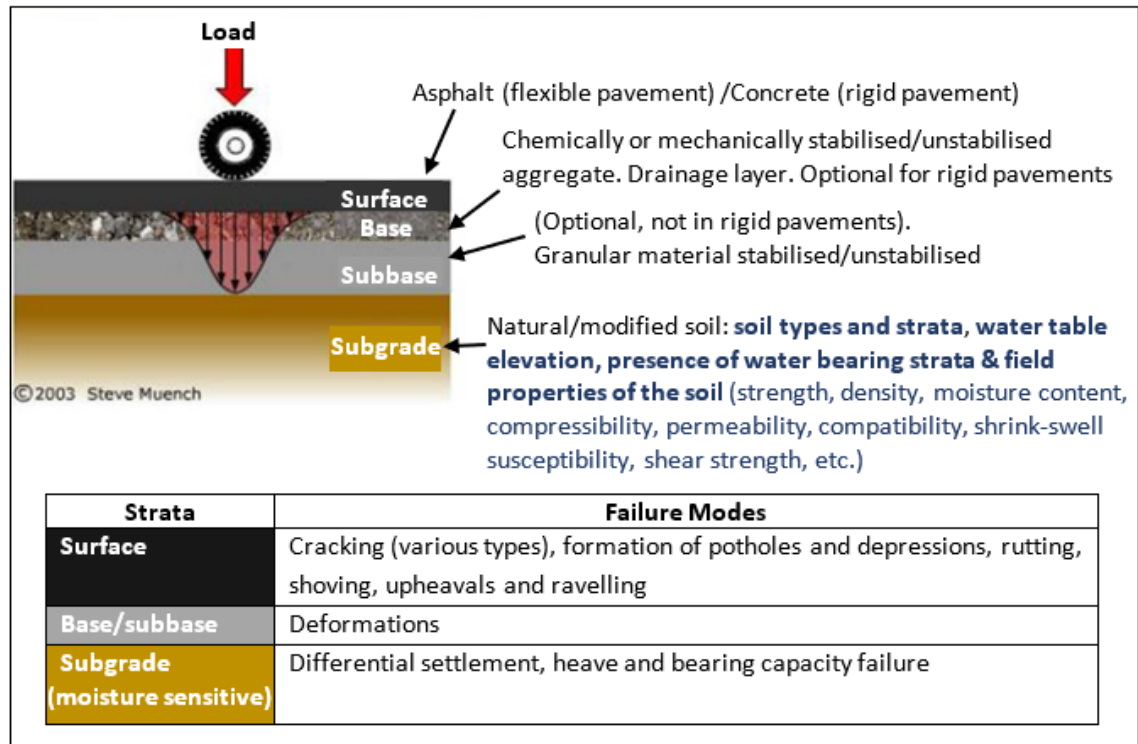 Load
Asphalt (flexible pavement) /Concrete (rigid pavement)
Chemically or mechanically stabilised/unstabilised
aggregate. Drainage layer. Optional for rigid pavements
Surface
Base
(Optional, not in rigid pavements).
Granular material stabilised/unstabilised
Subbase
Subgrade
Natural/modified soil: soil types and strata, water table
elevation, presence of water bearing strata & field
properties of the soil (strength, density, moisture content,
compressibility, permeability, compatibility, shrink-swell
susceptibility, shear strength, etc.)
©2003 Steve Muench
Strata Failure Modes
Surface Cracking (various types), formation of potholes and depressions, rutting,
shoving, upheavals and ravelling
Base/subbase Deformations
Subgrade Differential settlement, heave and bearing capacity failure
(moisture sensitive)